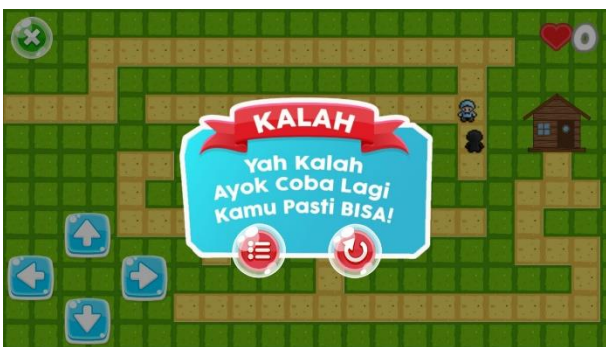 0
KALAH
Yah Kalah
Ayok Coba Lagi
Kamu Pasti BISA!